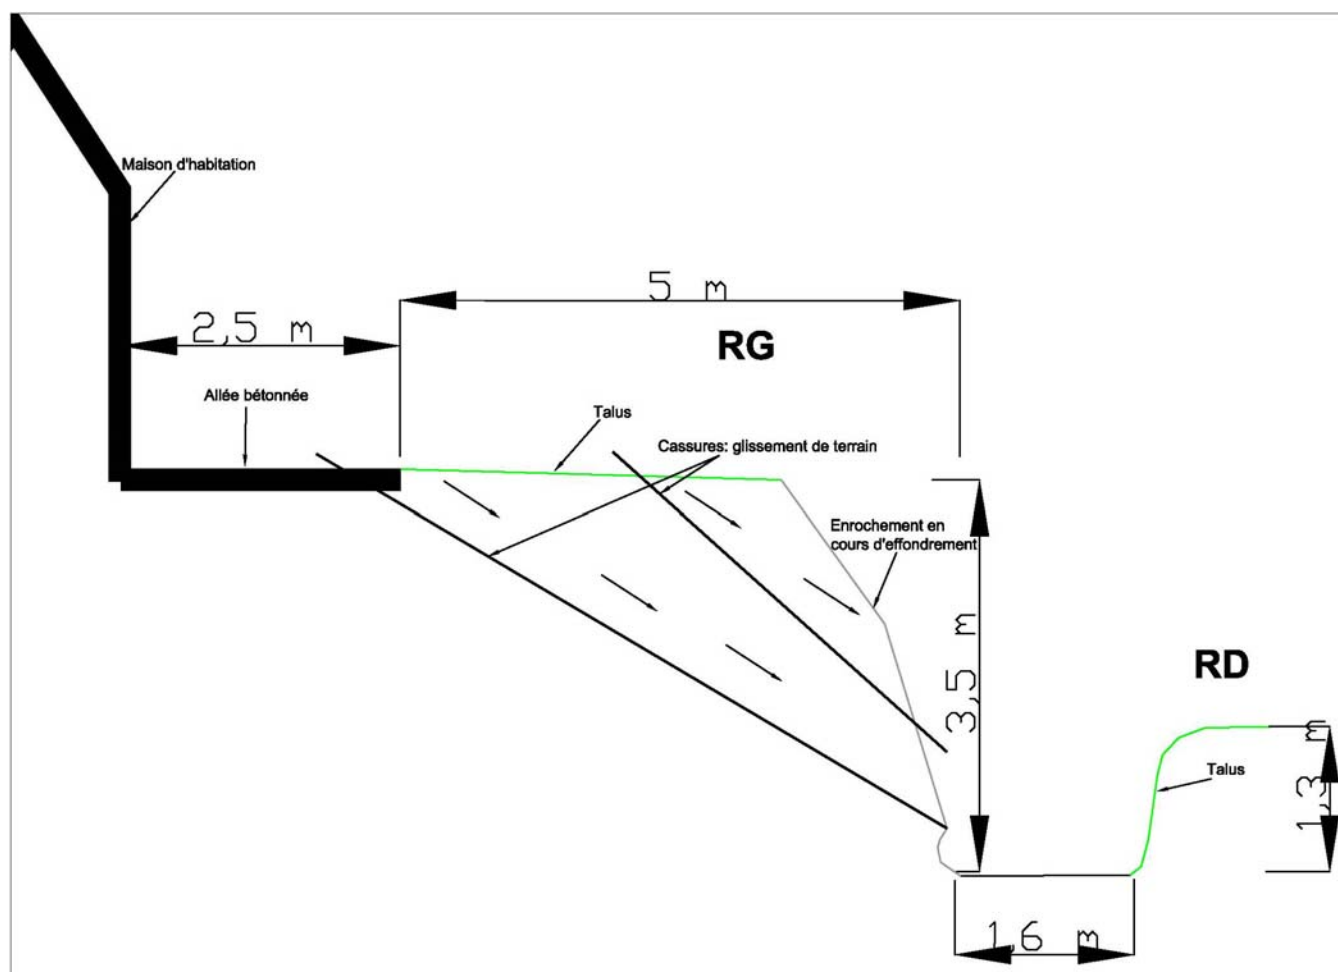 Maison d'habitation
5 m
2,5 m
RG
Allée bétonnée
Talus
Cassures: glissement de terrain
Enrochement en
cours d'effondrement
3,5 m
RD
Talus
1,3 m
1,6 m